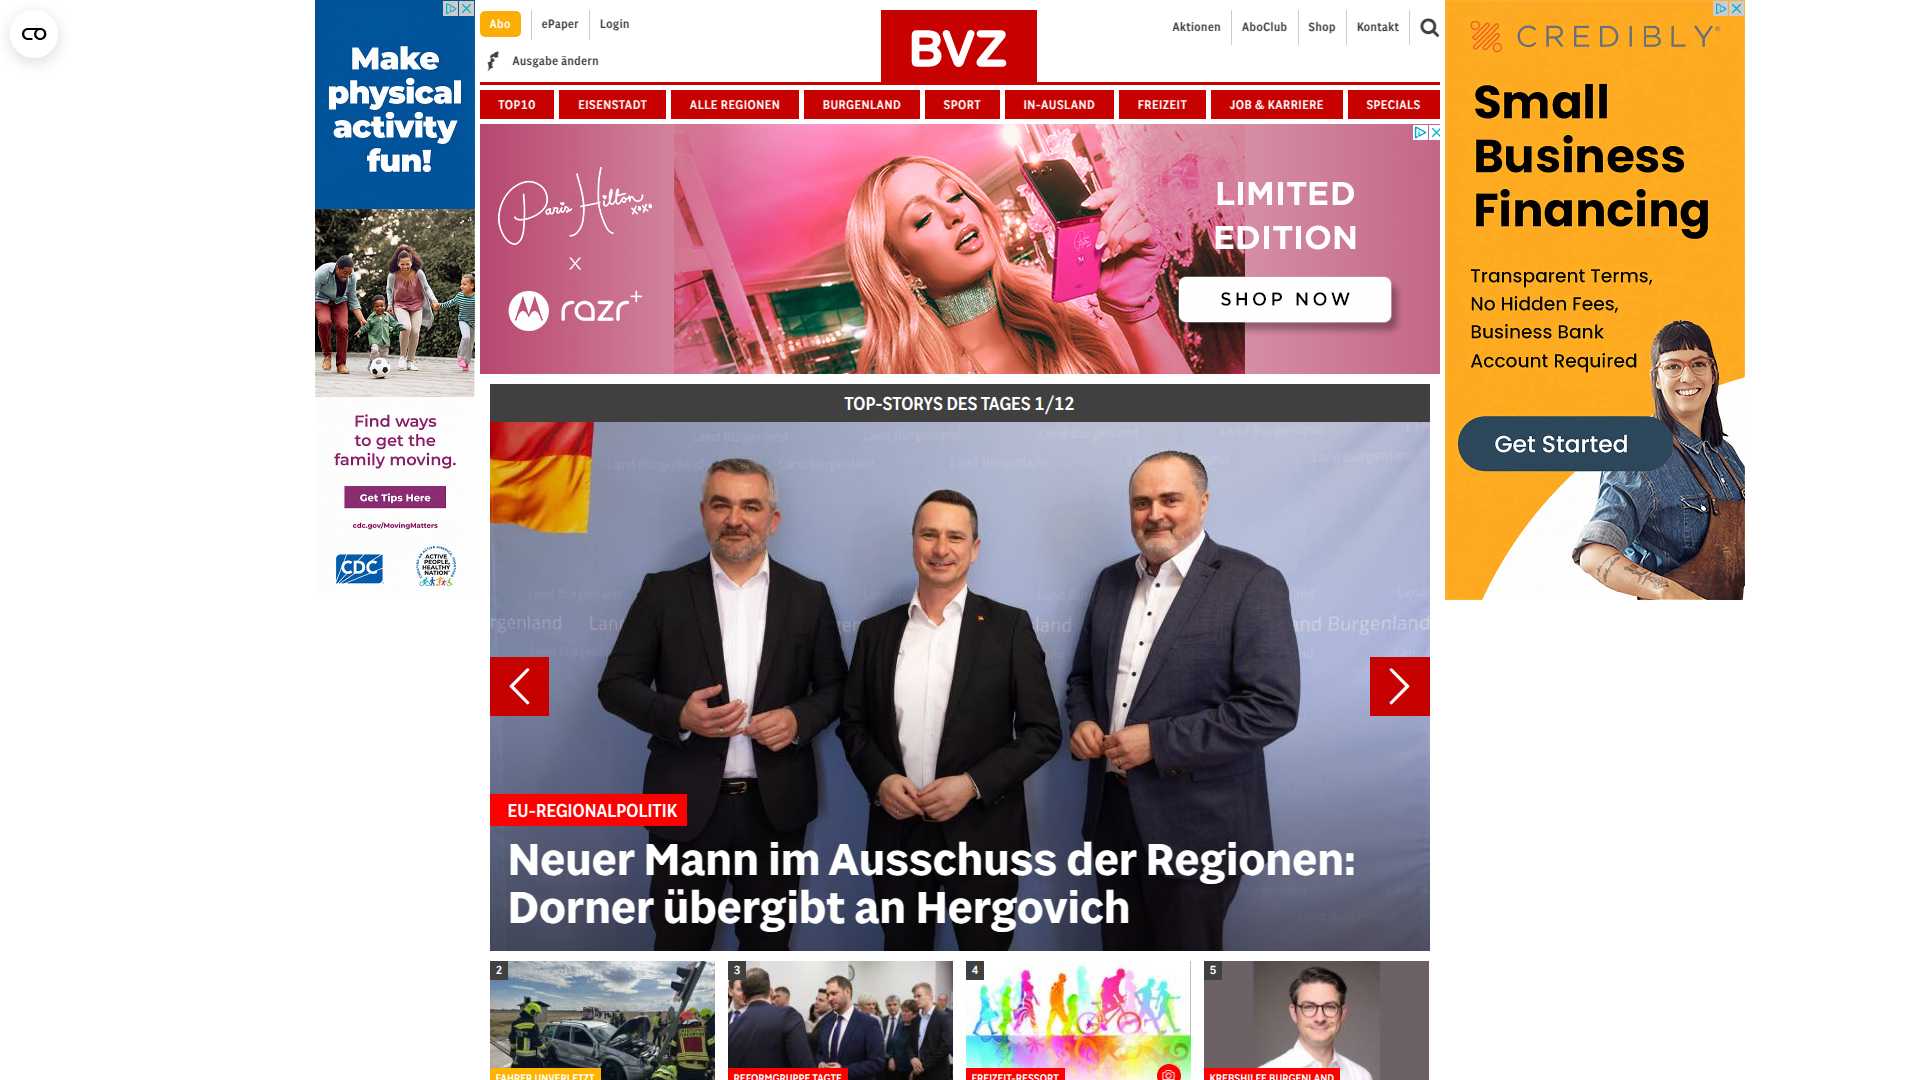 Abo
ePaper
Login
Ausgabe ändern
BVZ
Aktionen
AboClub
Shop
Kontakt
TOP10
EISENSTADT
ALLE REGIONEN
BURGENLAND
SPORT
IN-AUSLAND
FREIZEIT
JOB & KARRIERE
SPECIALS
Make
physical
activity
fun!
Find ways
to get the
family moving.
Get Tips Here
cdc.gov/MovingMatters
CDC
ACTIVE
PEOPLE,
HEALTHY
NATION
Paris Hilton
xoxo
X
razr+
LIMITED
EDITION
SHOP NOW
CREDIBLY
Small
Business
Financing
Transparent Terms,
No Hidden Fees,
Business Bank
Account Required
Get Started
TOP-STORYS DES TAGES 1/12
Land Burgenland
EU-REGIONALPOLITIK
Neuer Mann im Ausschuss der Regionen:
Dorner übergibt an Hergovich
2
FAHRER UNVERLETZT
3
REFORMGRUPPE TAGTE
4
FREIZEIT-RESSORT
5
KREBSHILFE BURGENLAND